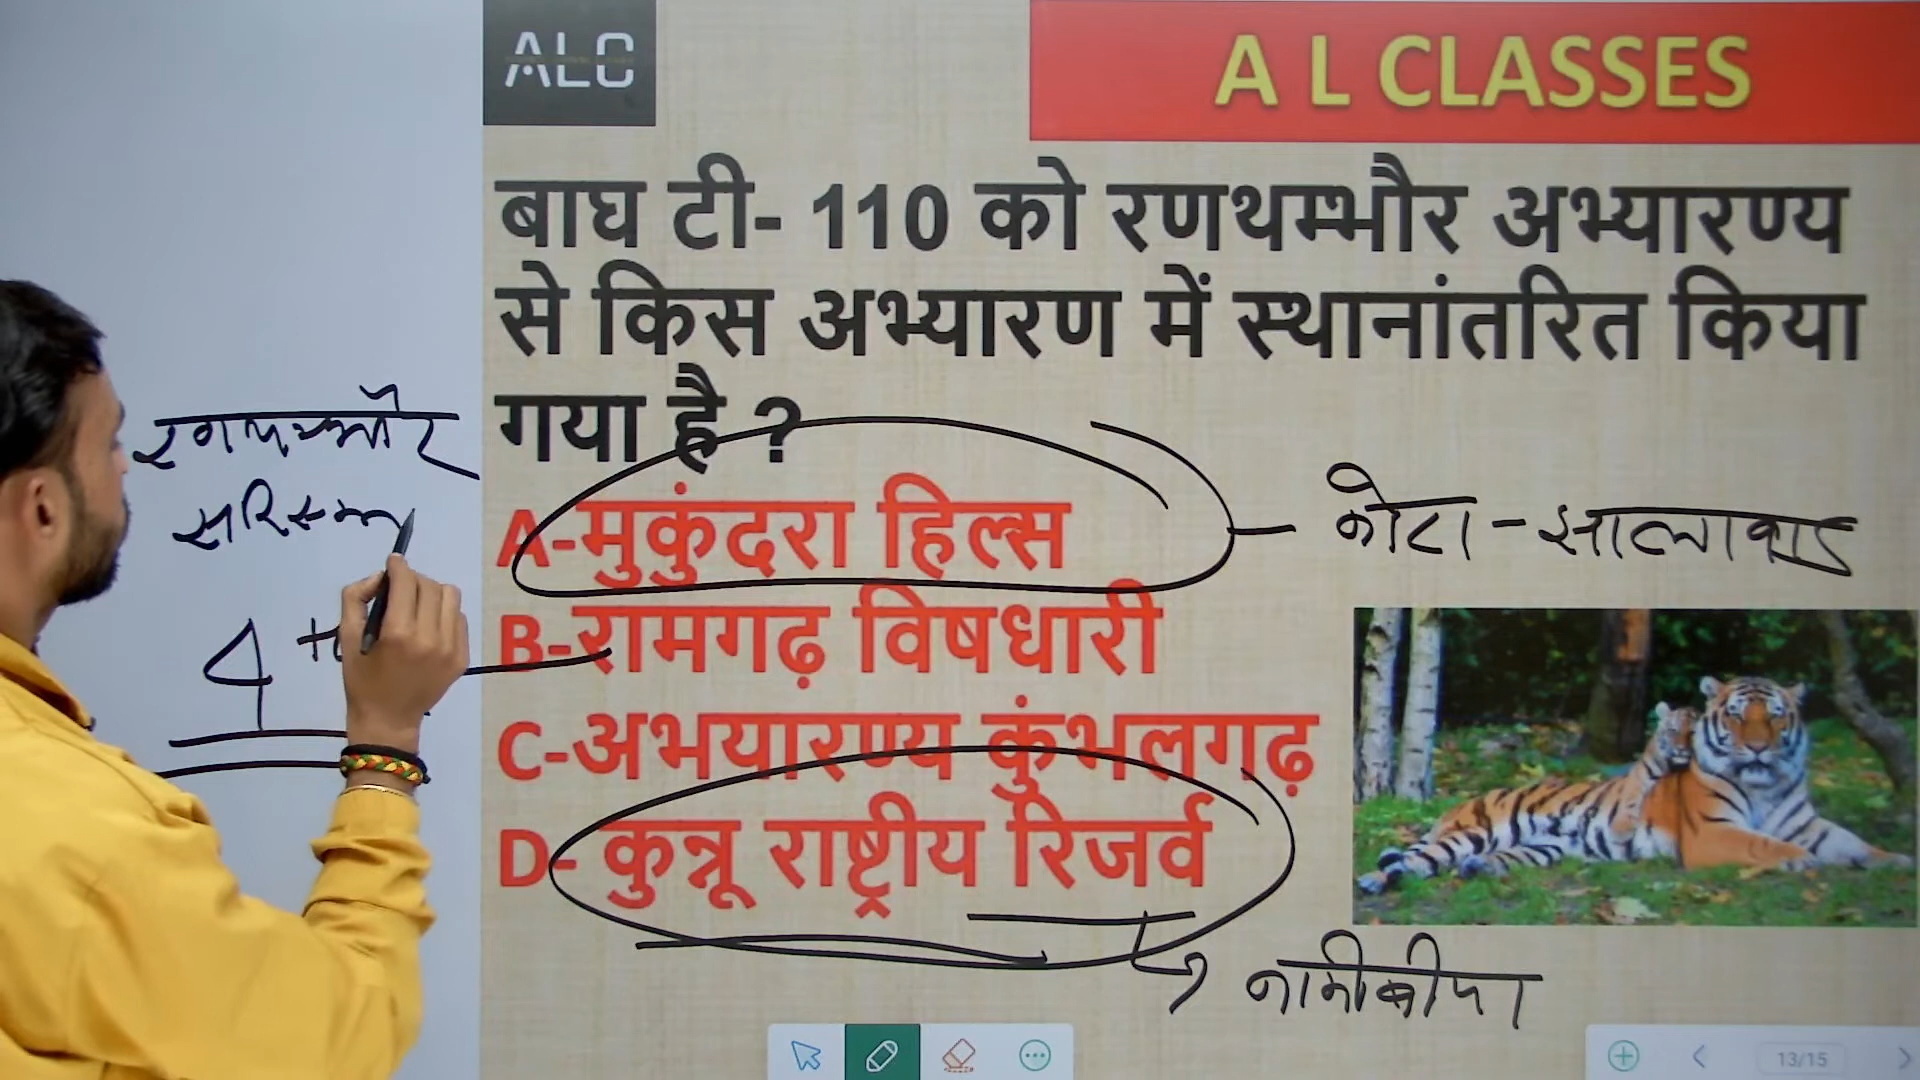 ALC
A L CLASSES
बाघ टी- 110 को रणथम्भौर अभ्यारण्य
से किस अभ्यारण में स्थानांतरित किया
गया है ?
रणथम्भौर
A-मुकुंदरा हिल्स
कोटा - झालावाड
B-रामगढ़ विषधारी
4
C-अभयारण्य कुंभलगढ़
D- कुन्नू राष्ट्रीय रिजर्व
नामीबीया
13/15